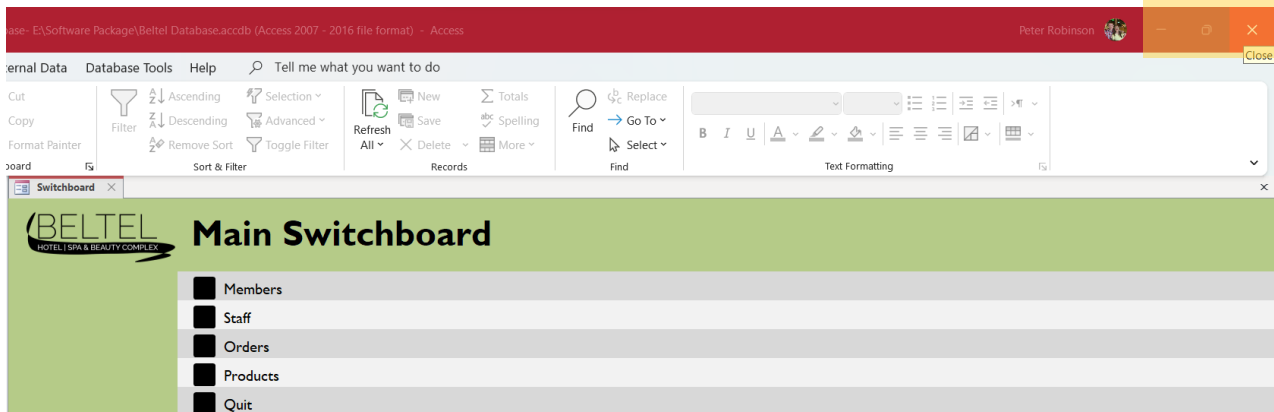 ase- E:\Software Package\Beltel Database.accdb (Access 2007 - 2016 file format) - Access Peter Robinson
Close
ternal Data Database Tools Help Tell me what you want to do
Cut
Copy
Format Painter
board
Filter
Ascending
Descending
Remove Sort
Selection
Advanced
Toggle Filter
Sort & Filter
Refresh
All
New
Save
Delete
Totals
Spelling
More
Records
Find
Replace
Go To
Select
Find
B I U A
Text Formatting
Switchboard
BELTEL
HOTEL | SPA & BEAUTY COMPLEX
Main Switchboard
Members
Staff
Orders
Products
Quit